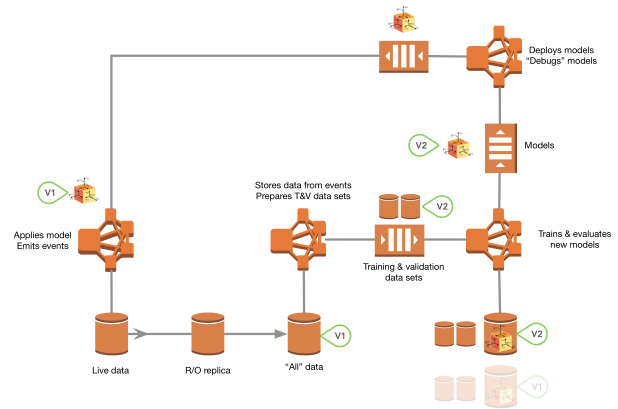 Deploys models
“Debugs” models
V2
Models
V1
Stores data from events
Prepares T&V data sets
V2
Applies model
Emits events
Trains & evaluates
new models
Training & validation
data sets
V1
V2
Live data
R/O replica
“All” data
V1